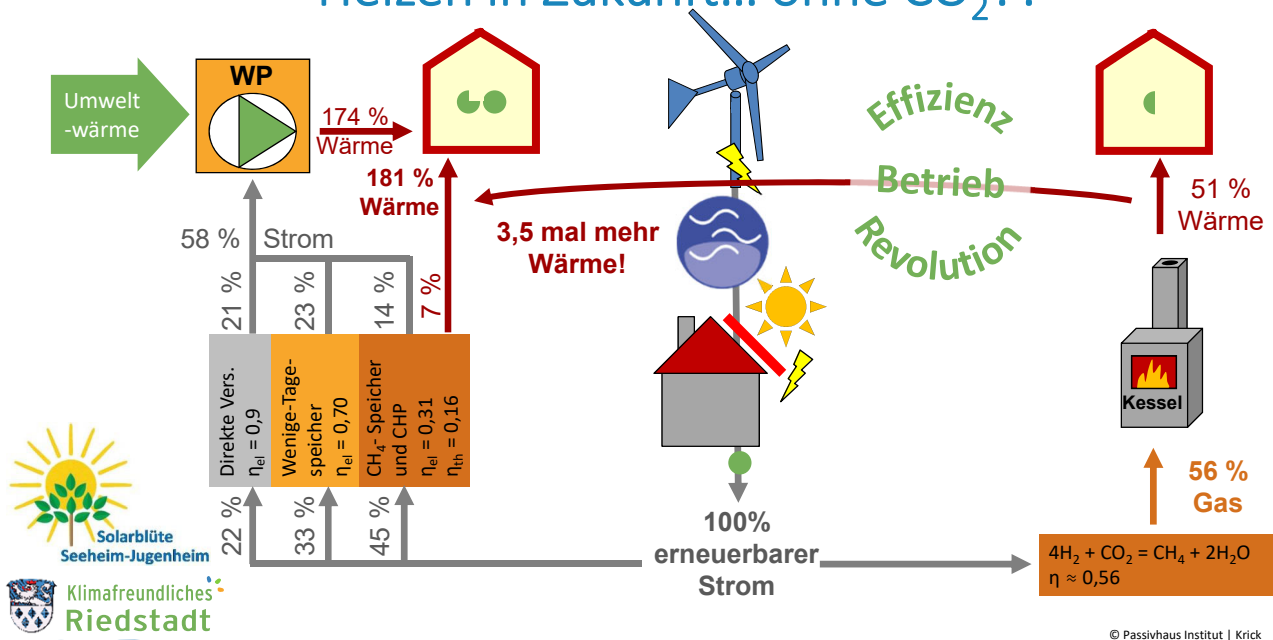 Heizen in Zukunft... ohne CO₂?!
Umwelt
-wärme
WP
174 %
Wärme
181 %
Wärme
58 %
Strom
21 %
23 %
14 %
7 %
3,5 mal mehr
Wärme!
Effizienz
Betrieb
Revolution
51 %
Wärme
Kessel
Direkte Vers.
ηel = 0,9
Wenige-Tage-
speicher
ηel = 0,70
CH₄- Speicher
und CHP
ηel = 0,31
ηth = 0,16
22 %
33 %
45 %
100%
erneuerbarer
Strom
56 %
Gas
4H₂ + CO₂ = CH₄ + 2H₂O
η ≈ 0,56
Solarblüte
Seeheim-Jugenheim
Klimafreundliches
Riedstadt
© Passivhaus Institut | Krick